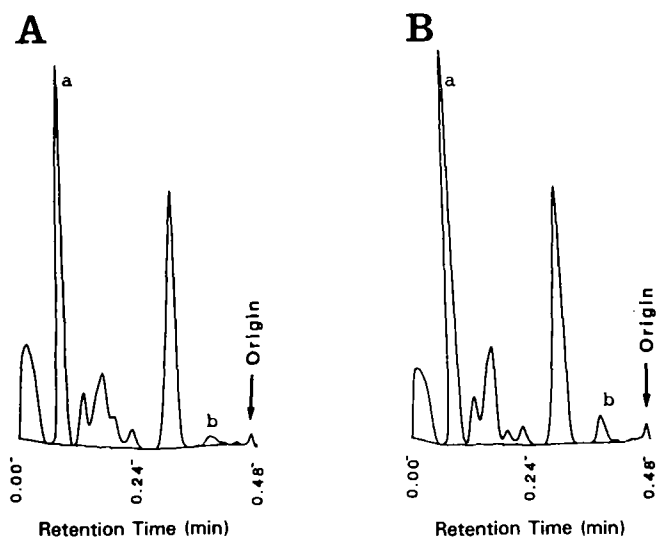 A
a
b
Origin
0.00-
0.24-
0.48-
Retention Time (min)
B
a
b
Origin
0.00-
0.24-
0.48-
Retention Time (min)